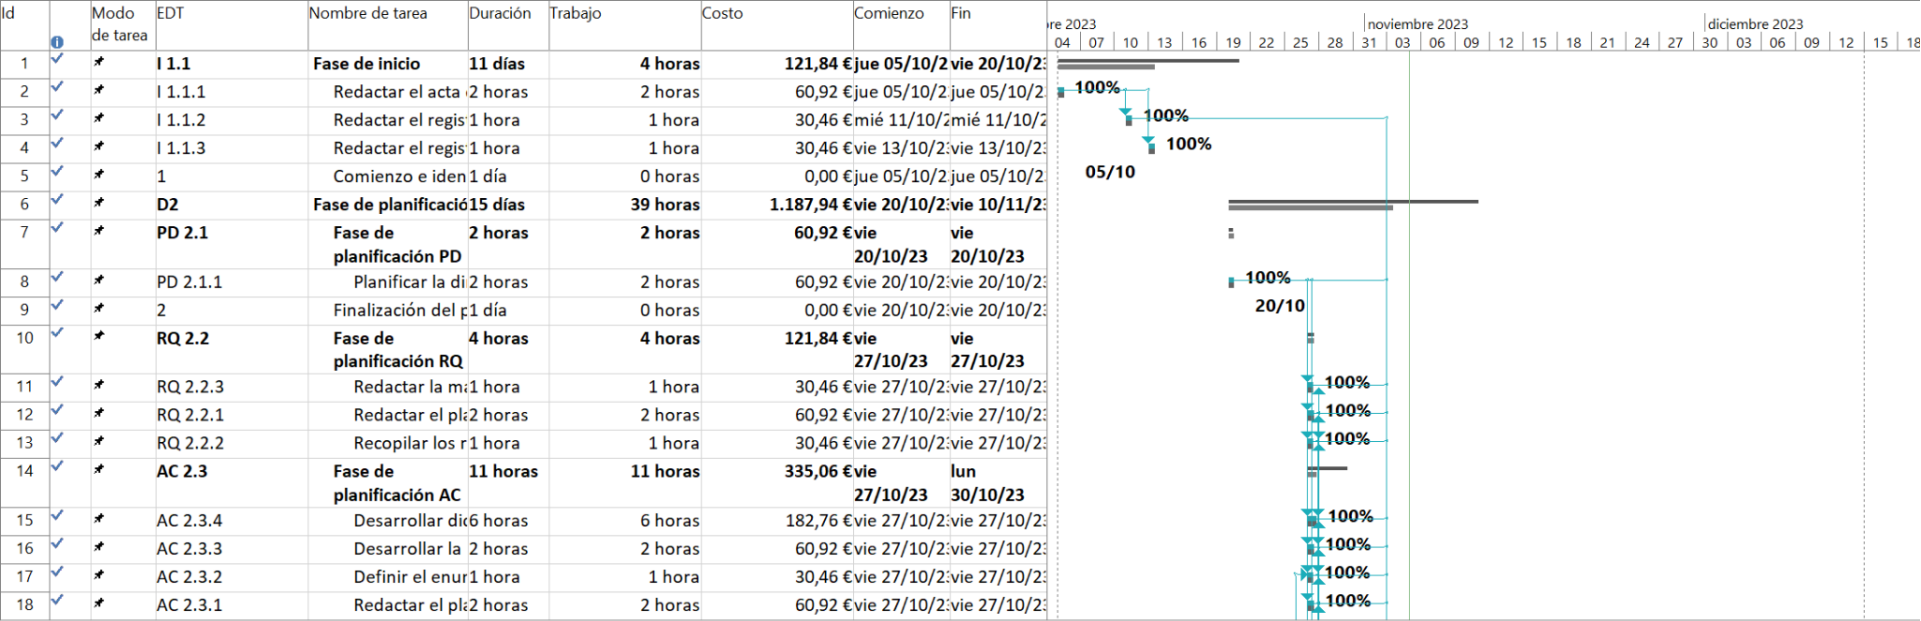 Id Modo de tarea EDT Nombre de tarea Duración Trabajo Costo Comienzo Fin
bre 2023 noviembre 2023 diciembre 2023
04 07 10 13 16 19 22 25 28 31 03 06 09 12 15 18 21 24 27 30 03 06 09 12 15 18
1 I 1.1 Fase de inicio 11 días 4 horas 121,84 € jue 05/10/2 vie 20/10/23
2 I 1.1.1 Redactar el acta 2 horas 2 horas 60,92 € jue 05/10/2 jue 05/10/2 100%
3 I 1.1.2 Redactar el regis 1 hora 1 hora 30,46 € mié 11/10/2 mié 11/10/2 100%
4 I 1.1.3 Redactar el regis 1 hora 1 hora 30,46 € vie 13/10/2 vie 13/10/2 100%
5 1 Comienzo e iden 1 día 0 horas 0,00 € jue 05/10/2 jue 05/10/2 05/10
6 D2 Fase de planificació 15 días 39 horas 1.187,94 € vie 20/10/2 vie 10/11/23
7 PD 2.1 Fase de planificación PD 2 horas 2 horas 60,92 € vie 20/10/23 vie 20/10/23
8 PD 2.1.1 Planificar la di 2 horas 2 horas 60,92 € vie 20/10/2 vie 20/10/2 100%
9 2 Finalización del p 1 día 0 horas 0,00 € vie 20/10/2 vie 20/10/2 20/10
10 RQ 2.2 Fase de planificación RQ 4 horas 4 horas 121,84 € vie 27/10/23 vie 27/10/23
11 RQ 2.2.3 Redactar la ma 1 hora 1 hora 30,46 € vie 27/10/2 vie 27/10/2 100%
12 RQ 2.2.1 Redactar el pla 2 horas 2 horas 60,92 € vie 27/10/2 vie 27/10/2 100%
13 RQ 2.2.2 Recopilar los r 1 hora 1 hora 30,46 € vie 27/10/2 vie 27/10/2 100%
14 AC 2.3 Fase de planificación AC 11 horas 11 horas 335,06 € vie 27/10/23 lun 30/10/23
15 AC 2.3.4 Desarrollar dic 6 horas 6 horas 182,76 € vie 27/10/2 vie 27/10/2 100%
16 AC 2.3.3 Desarrollar la 2 horas 2 horas 60,92 € vie 27/10/2 vie 27/10/2 100%
17 AC 2.3.2 Definir el enun 1 hora 1 hora 30,46 € vie 27/10/2 vie 27/10/2 100%
18 AC 2.3.1 Redactar el pla 2 horas 2 horas 60,92 € vie 27/10/2 vie 27/10/2 100%